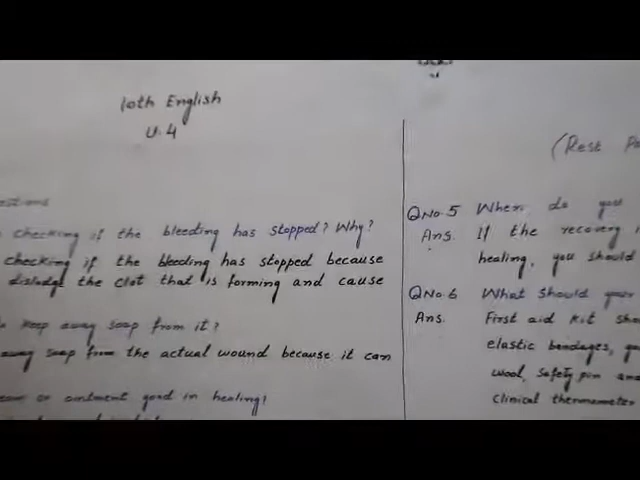 10th English
U.4
checking if the bleeding has stopped? Why?
checking if the bleeding has stopped because
dislodge the clot that is forming and cause
keep away soap from it?
away soap from the actual wound because it can
or ointment good in healing?
(Rest
Q No. 5 When do you
Ans. If the recovery
healing, you should
Q No. 6 What should your
Ans. First aid kit
elastic bandages,
wool, safety pin and
clinical thermometer